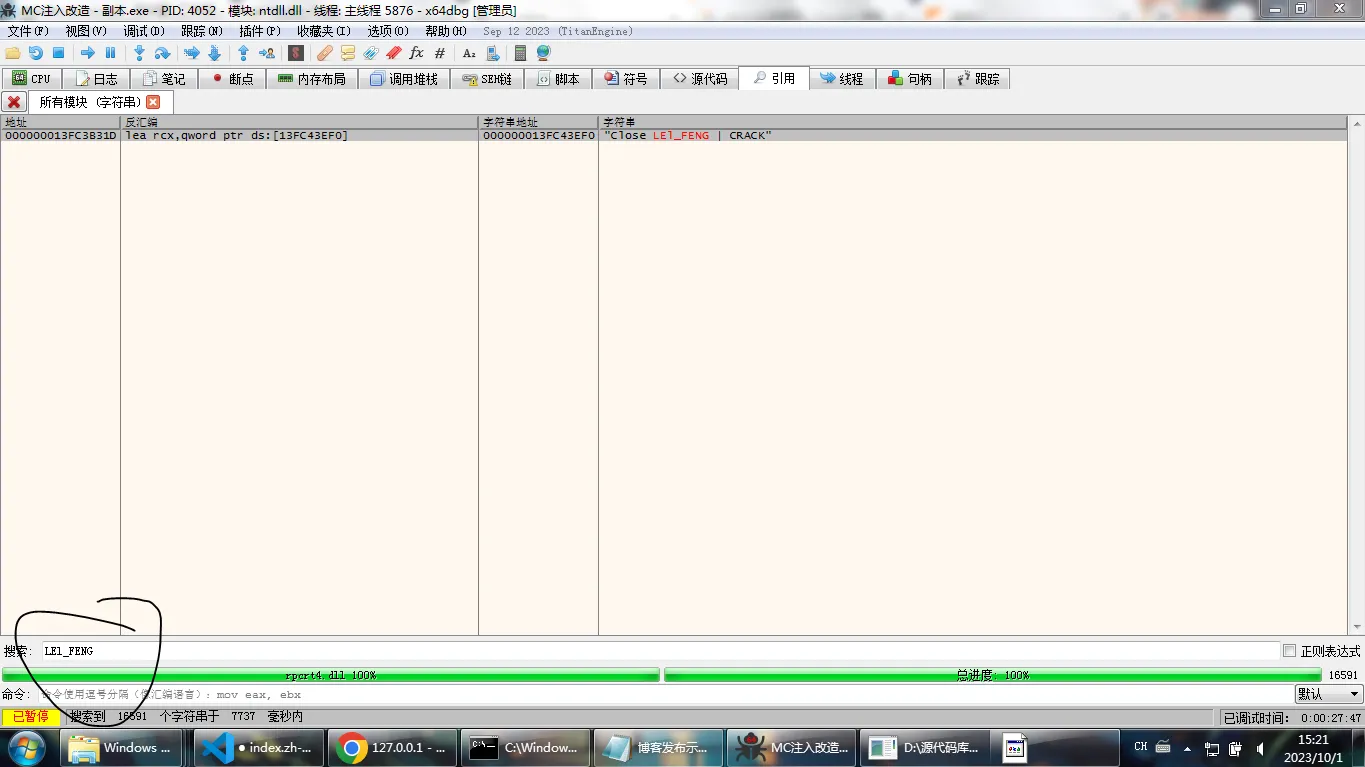 MC注入改造 - 副本.exe - PID: 4052 - 模块: ntdll.dll - 线程: 主线程 5876 - x64dbg [管理员]
文件(F) 视图(V) 调试(D) 跟踪(N) 插件(P) 收藏夹(I) 选项(O) 帮助(H) Sep 12 2023 (TitanEngine)
CPU 日志 笔记 断点 内存布局 调用堆栈 SEH链 脚本 符号 源代码 引用 线程 句柄 跟踪
所有模块 (字符串)
地址 反汇编 字符串地址 字符串
000000013FC3B31D lea rcx,qword ptr ds:[13FC43EF0] 000000013FC43EF0 "Close LEl_FENG | CRACK"
搜索: LEl_FENG 正则表达式
rpcrt4.dll 100% 总进度: 100% 16591
命令: 命令使用逗号分隔（像汇编语言）: mov eax, ebx 默认
已暂停 搜索到 16591 个字符串于 7737 毫秒内 已调试时间: 0:00:27:47
Windows ... index.zh-... 127.0.0.1 - ... C:\Window... 博客发布示... MC注入改造... D:\源代码库... CH 15:21
2023/10/1